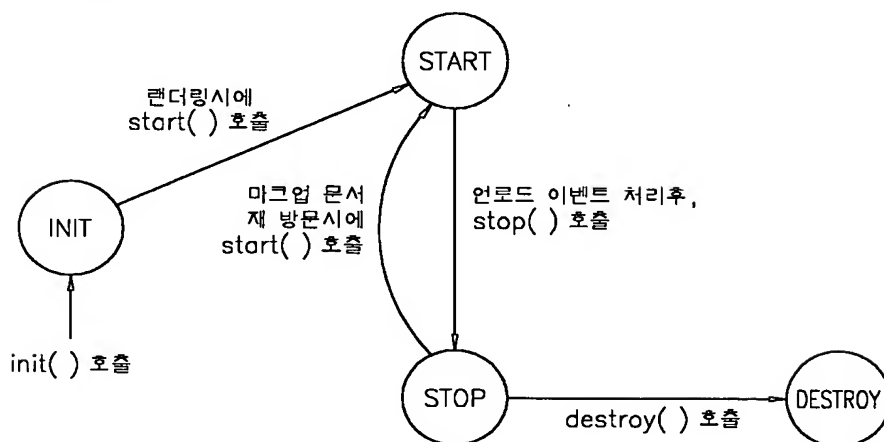 START
랜더링시에
start( ) 호출
마크업 문서
재 방문시에
start( ) 호출
언로드 이벤트 처리후,
stop( ) 호출
INIT
init( ) 호출
STOP
destroy( ) 호출
DESTROY